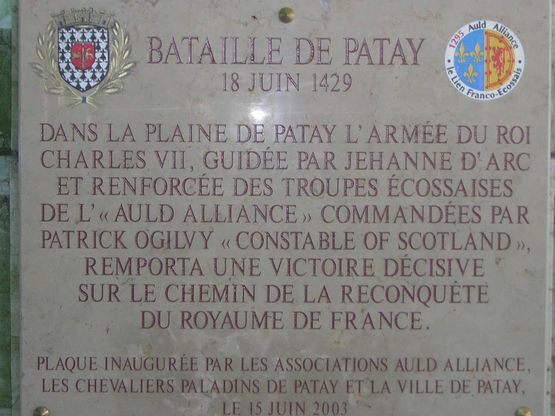 BATAILLE DE PATAY
18 JUIN 1429
1295 Auld Alliance
le Lien Franco-Ecossais
DANS LA PLAINE DE PATAY L'ARMÉE DU ROI
CHARLES VII, GUIDÉE PAR JEHANNE D'ARC
ET RENFORCÉE DES TROUPES ÉCOSSAISES
DE L'«AULD ALLIANCE» COMMANDÉES PAR
PATRICK OGILVY «CONSTABLE OF SCOTLAND»,
REMPORTA UNE VICTOIRE DÉCISIVE
SUR LE CHEMIN DE LA RECONQUÊTE
DU ROYAUME DE FRANCE.
PLAQUE INAUGURÉE PAR LES ASSOCIATIONS AULD ALLIANCE,
LES CHEVALIERS PALADINS DE PATAY ET LA VILLE DE PATAY,
LE 15 JUIN 2003